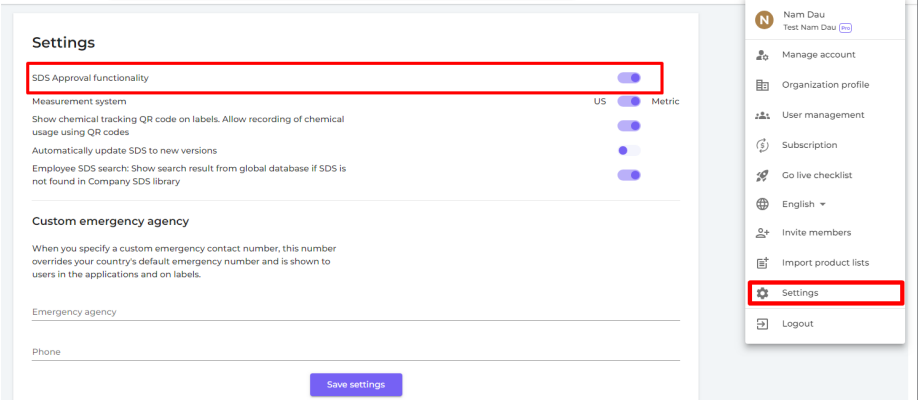 Settings
SDS Approval functionality
Measurement system
US
Metric
Show chemical tracking QR code on labels. Allow recording of chemical
usage using QR codes
Automatically update SDS to new versions
Employee SDS search: Show search result from global database if SDS is
not found in Company SDS library
Custom emergency agency
When you specify a custom emergency contact number, this number
overrides your country's default emergency number and is shown to
users in the applications and on labels.
Emergency agency
Phone
Save settings
N
Nam Dau
Test Nam Dau Pro
Manage account
Organization profile
User management
Subscription
Go live checklist
English
Invite members
Import product lists
Settings
Logout